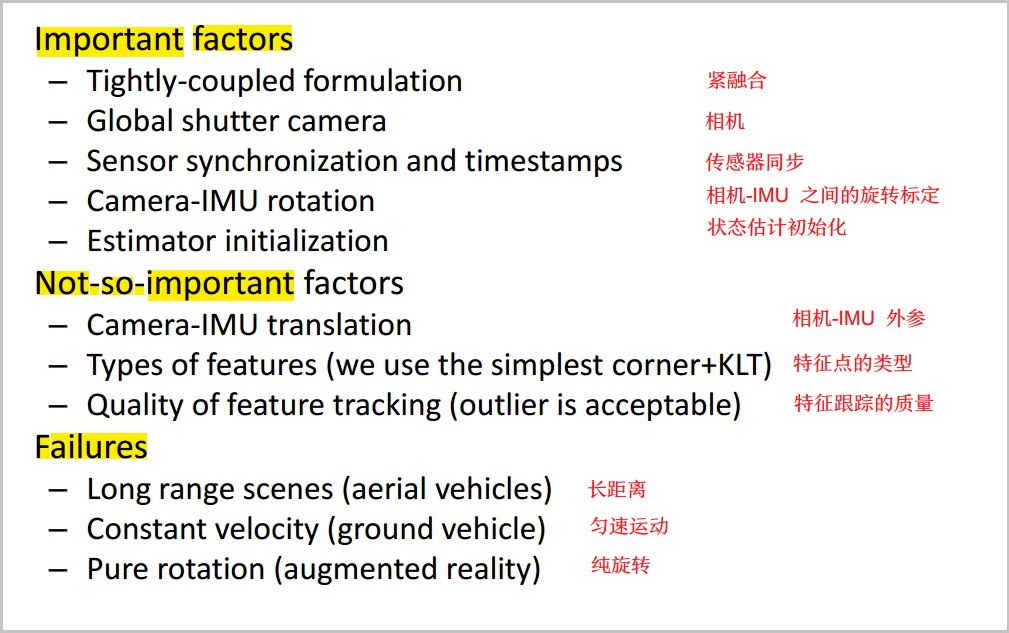 Important factors
– Tightly-coupled formulation 紧融合
– Global shutter camera 相机
– Sensor synchronization and timestamps 传感器同步
– Camera-IMU rotation 相机-IMU 之间的旋转标定
– Estimator initialization 状态估计初始化
Not-so-important factors
– Camera-IMU translation 相机-IMU 外参
– Types of features (we use the simplest corner+KLT) 特征点的类型
– Quality of feature tracking (outlier is acceptable) 特征跟踪的质量
Failures
– Long range scenes (aerial vehicles) 长距离
– Constant velocity (ground vehicle) 匀速运动
– Pure rotation (augmented reality) 纯旋转